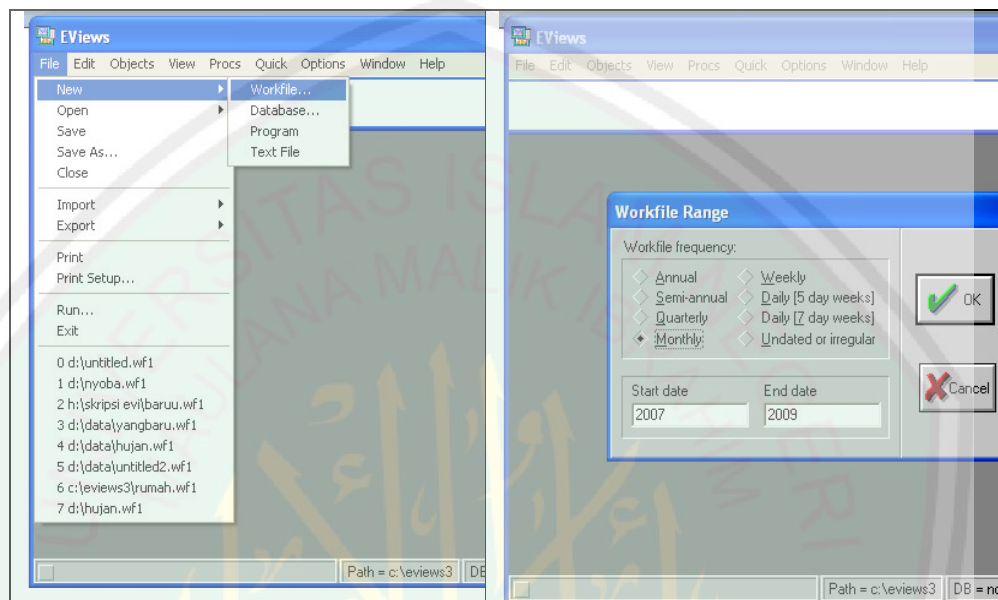 EViews
File Edit Objects View Procs Quick Options Window Help
New
Open
Save
Save As...
Close
Import
Export
Print
Print Setup...
Run...
Exit
0 d:\untitled.wf1
1 d:\nyoba.wf1
2 h:\skripsi evi\baruu.wf1
3 d:\data\yangbaru.wf1
4 d:\data\hujan.wf1
5 d:\data\untitled2.wf1
6 c:\eviews3\rumah.wf1
7 d:\hujan.wf1
Workfile...
Database...
Program
Text File
Path = c:\eviews3 DB
EViews
File Edit Objects View Procs Quick Options Window Help
Workfile Range
Workfile frequency:
Annual Weekly
Semi-annual Daily [5 day weeks]
Quarterly Daily [7 day weeks]
Monthly Undated or irregular
Start date End date
2007 2009
OK
Cancel
Path = c:\eviews3 DB = no